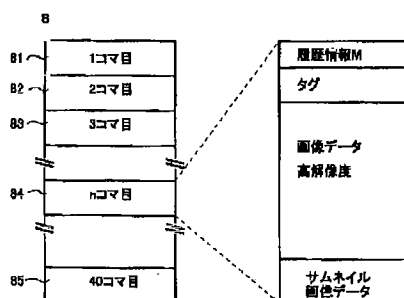 8
81
1コマ目
82
2コマ目
83
3コマ目
84
nコマ目
85
40コマ目
履歴情報M
タグ
画像データ
高解像度
サムネイル
画像データ